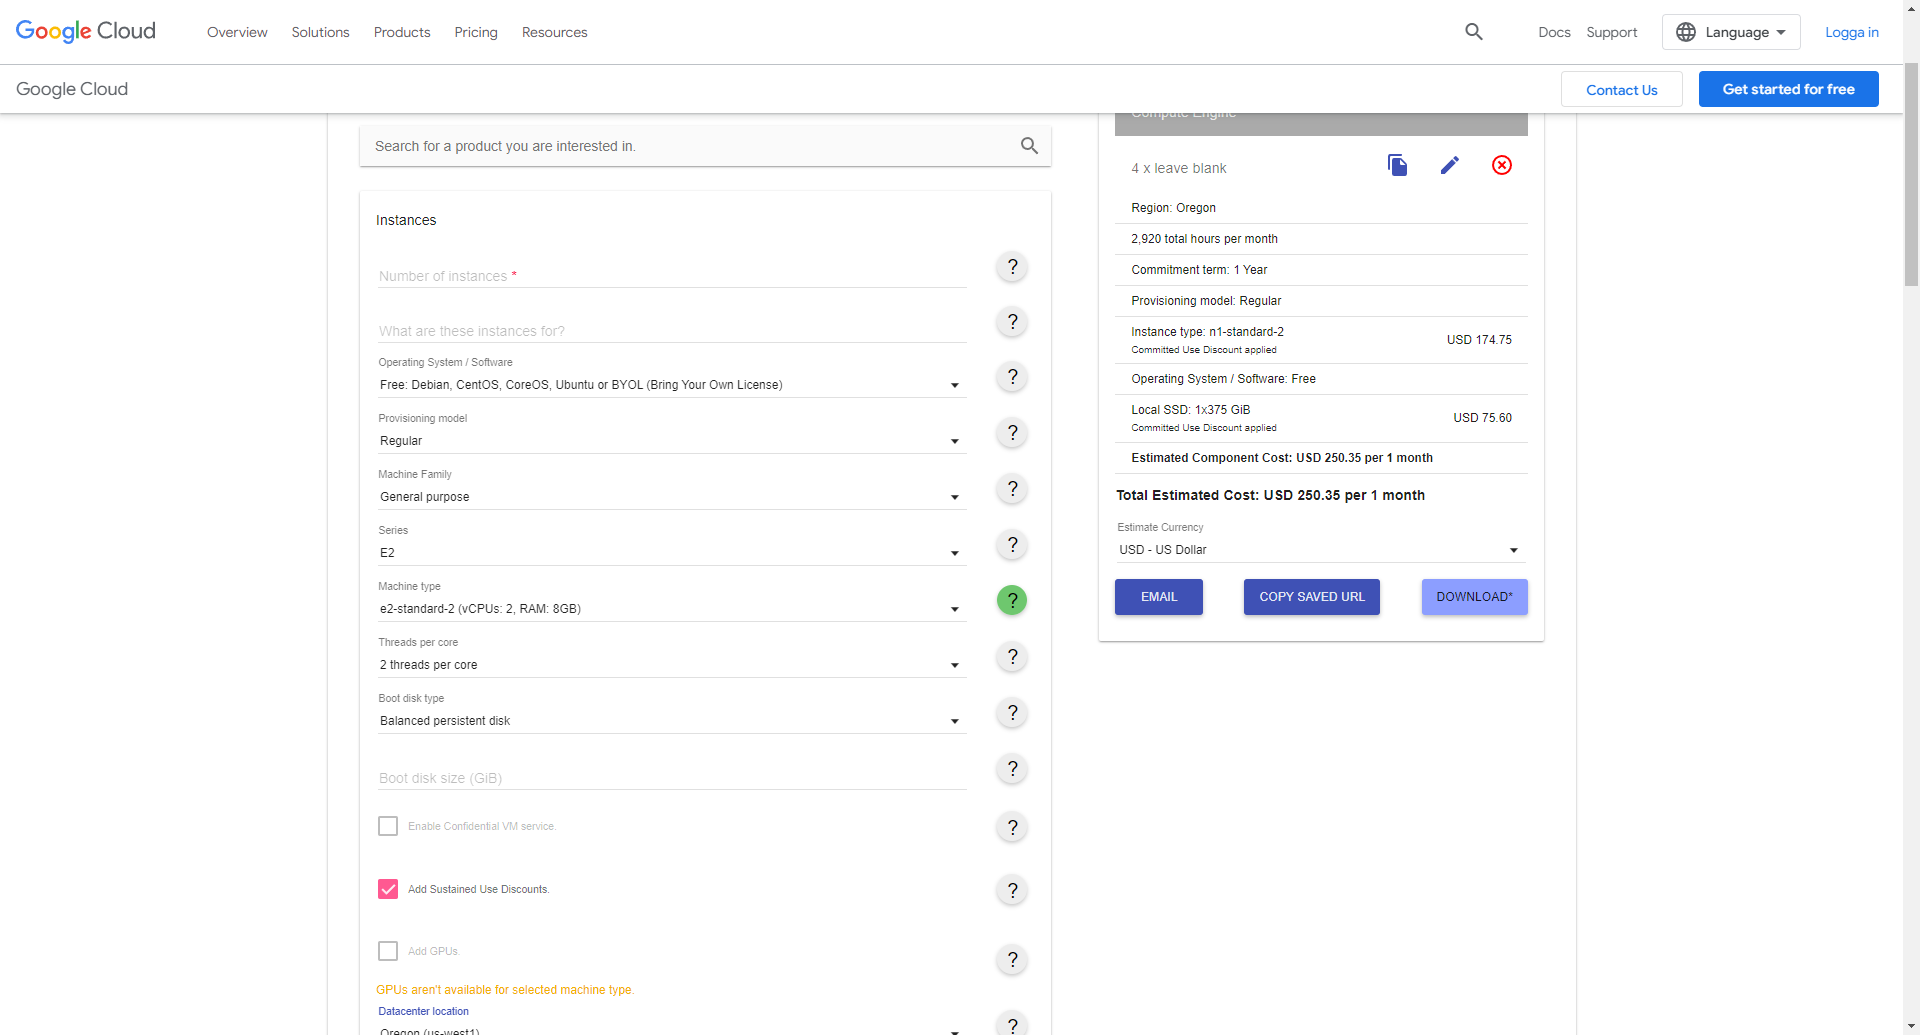 Google Cloud
Overview
Solutions
Products
Pricing
Resources
Docs
Support
Language
Logga in
Google Cloud
Contact Us
Get started for free
Search for a product you are interested in.
Instances
Number of instances *
?
What are these instances for?
?
Operating System / Software
Free: Debian, CentOS, CoreOS, Ubuntu or BYOL (Bring Your Own License)
?
Provisioning model
Regular
?
Machine Family
General purpose
?
Series
E2
?
Machine type
e2-standard-2 (vCPUs: 2, RAM: 8GB)
?
Threads per core
2 threads per core
?
Boot disk type
Balanced persistent disk
?
Boot disk size (GiB)
?
Enable Confidential VM service.
?
Add Sustained Use Discounts.
?
Add GPUs.
?
GPUs aren't available for selected machine type.
Datacenter location
Oregon (us-west1)
?
Compute Engine
4 x leave blank
Region: Oregon
2,920 total hours per month
Commitment term: 1 Year
Provisioning model: Regular
Instance type: n1-standard-2
Committed Use Discount applied
USD 174.75
Operating System / Software: Free
Local SSD: 1x375 GiB
Committed Use Discount applied
USD 75.60
Estimated Component Cost: USD 250.35 per 1 month
Total Estimated Cost: USD 250.35 per 1 month
Estimate Currency
USD - US Dollar
EMAIL
COPY SAVED URL
DOWNLOAD*